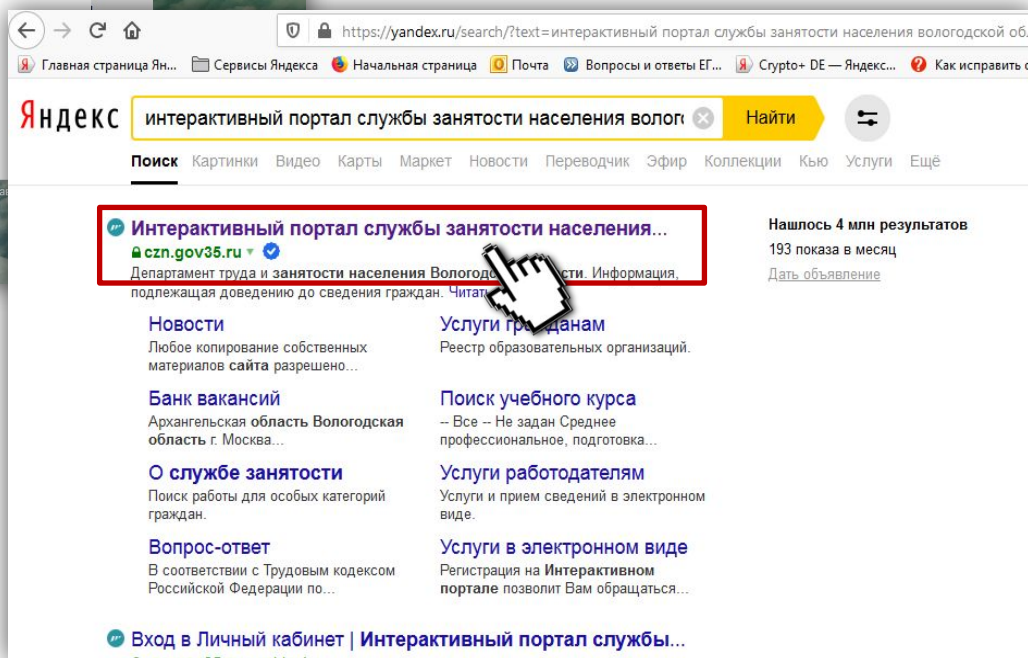 https://yandex.ru/search/?text=интерактивный портал службы занятости населения вологодской об
Главная страница Ян... Сервисы Яндекса Начальная страница Почта Вопросы и ответы ЕГ... Crypto+ DE — Яндекс... Как исправить
Яндекс интерактивный портал службы занятости населения волог Найти
Поиск Картинки Видео Карты Маркет Новости Переводчик Эфир Коллекции Кью Услуги Ещё
Интерактивный портал службы занятости населения...
czn.gov35.ru
Департамент труда и занятости населения Вологод сти. Информация,
подлежащая доведению до сведения граждан. Читат
Нашлось 4 млн результатов
193 показа в месяц
Дать объявление
Новости
Любое копирование собственных
материалов сайта разрешено...
Услуги гр данам
Реестр образовательных организаций.
Банк вакансий
Архангельская область Вологодская
область г. Москва...
Поиск учебного курса
-- Все -- Не задан Среднее
профессиональное, подготовка...
О службе занятости
Поиск работы для особых категорий
граждан.
Услуги работодателям
Услуги и прием сведений в электронном
виде.
Вопрос-ответ
В соответствии с Трудовым кодексом
Российской Федерации по...
Услуги в электронном виде
Регистрация на Интерактивном
портале позволит Вам обращаться...
Вход в Личный кабинет | Интерактивный портал службы...